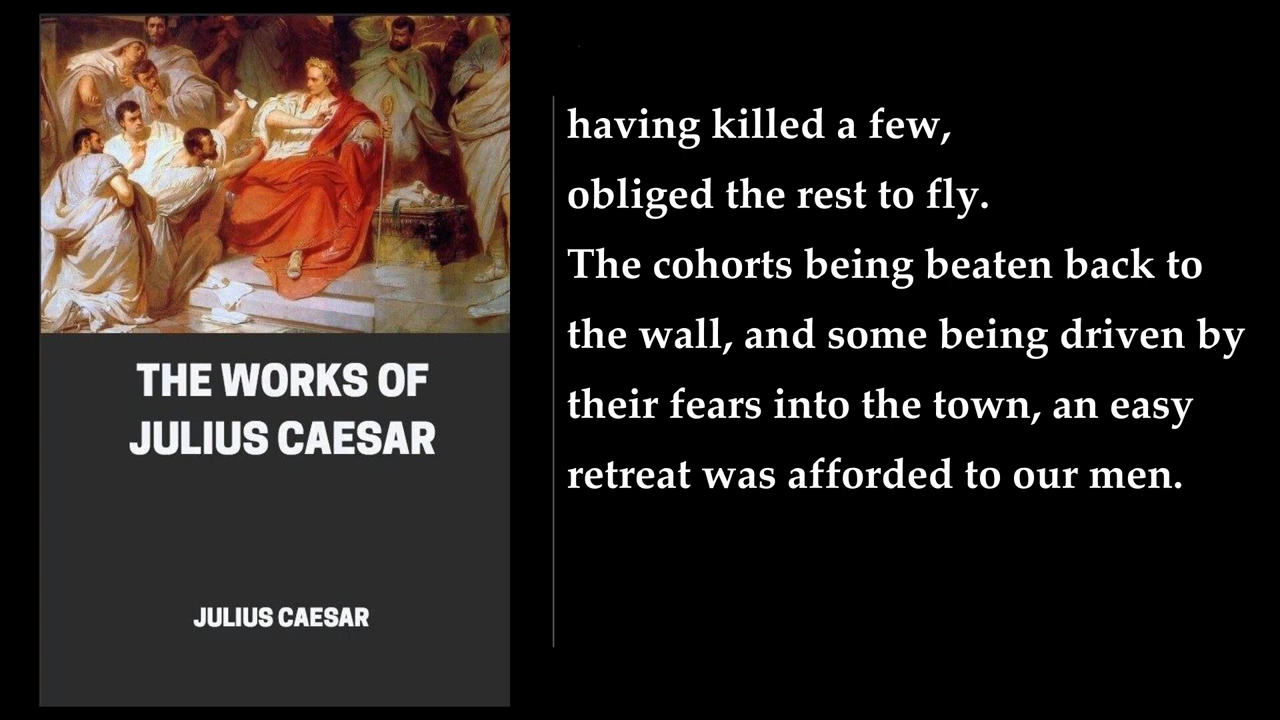 THE WORKS OF
JULIUS CAESAR
JULIUS CAESAR
having killed a few,
obliged the rest to fly.
The cohorts being beaten back to
the wall, and some being driven by
their fears into the town, an easy
retreat was afforded to our men.